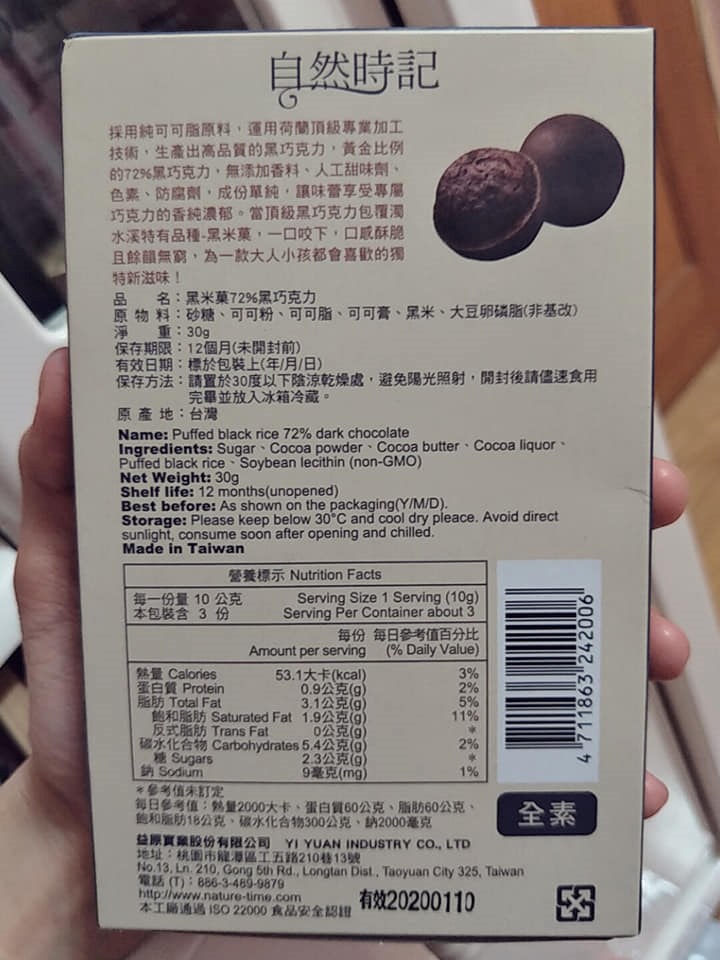 自然時記
採用純可可脂原料，運用荷蘭頂級專業加工
技術，生產出高品質的黑巧克力，黃金比例
的72%黑巧克力，無添加香料、人工甜味劑、
色素、防腐劑，成份單純，讓味蕾享受專屬
巧克力的香純濃郁。當頂級黑巧克力包覆濁
水溪特有品種-黑米菓，一口咬下，口感酥脆
且餘韻無窮，為一款大人小孩都會喜歡的獨
特新滋味！
品　　名：黑米菓72%黑巧克力
原 物 料：砂糖、可可粉、可可脂、可可膏、黑米、大豆卵磷脂(非基改)
淨　　重：30g
保存期限：12個月(未開封前)
有效日期：標於包裝上(年/月/日)
保存方法：請置於30度以下陰涼乾燥處，避免陽光照射，開封後請儘速食用
完畢並放入冰箱冷藏。
原 產 地：台灣
Name: Puffed black rice 72% dark chocolate
Ingredients: Sugar、Cocoa powder、Cocoa butter、Cocoa liquor、
Puffed black rice、Soybean lecithin (non-GMO)
Net Weight: 30g
Shelf life: 12 months(unopened)
Best before: As shown on the packaging(Y/M/D).
Storage: Please keep below 30°C and cool dry pleace. Avoid direct
sunlight, consume soon after opening and chilled.
Made in Taiwan
營養標示 Nutrition Facts
每一份量 10 公克 Serving Size 1 Serving (10g)
本包裝含 3 份 Serving Per Container about 3
每份 每日參考值百分比
Amount per serving (% Daily Value)
熱量 Calories 53.1大卡(kcal) 3%
蛋白質 Protein 0.9公克(g) 2%
脂肪 Total Fat 3.1公克(g) 5%
飽和脂肪 Saturated Fat 1.9公克(g) 11%
反式脂肪 Trans Fat 0公克(g) *
碳水化合物 Carbohydrates 5.4公克(g) 2%
糖 Sugars 2.3公克(g) *
鈉 Sodium 9毫克(mg) 1%
*參考值未訂定
每日參考值：熱量2000大卡、蛋白質60公克、脂肪60公克、
飽和脂肪18公克、碳水化合物300公克、鈉2000毫克
4 711863 242006
全素
益原實業股份有限公司 YI YUAN INDUSTRY CO., LTD
地址：桃園市龍潭區工五路210巷13號
No.13, Ln. 210, Gong 5th Rd., Longtan Dist., Taoyuan City 325, Taiwan
電話 (T)：886-3-489-9879
http://www.nature-time.com
本工廠通過 ISO 22000 食品安全認證
有效20200110